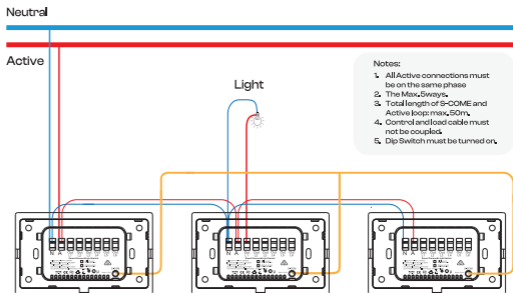 Neutral
Active
Light
Notes:
1. All Active connections must
be on the same phase
2. The Max.5ways.
3. Total length of S-COME and
Active loop: max.50m.
4. Control and load cable must
not be coupled.
5. Dip Switch must be turned on.
N A
N A
N A